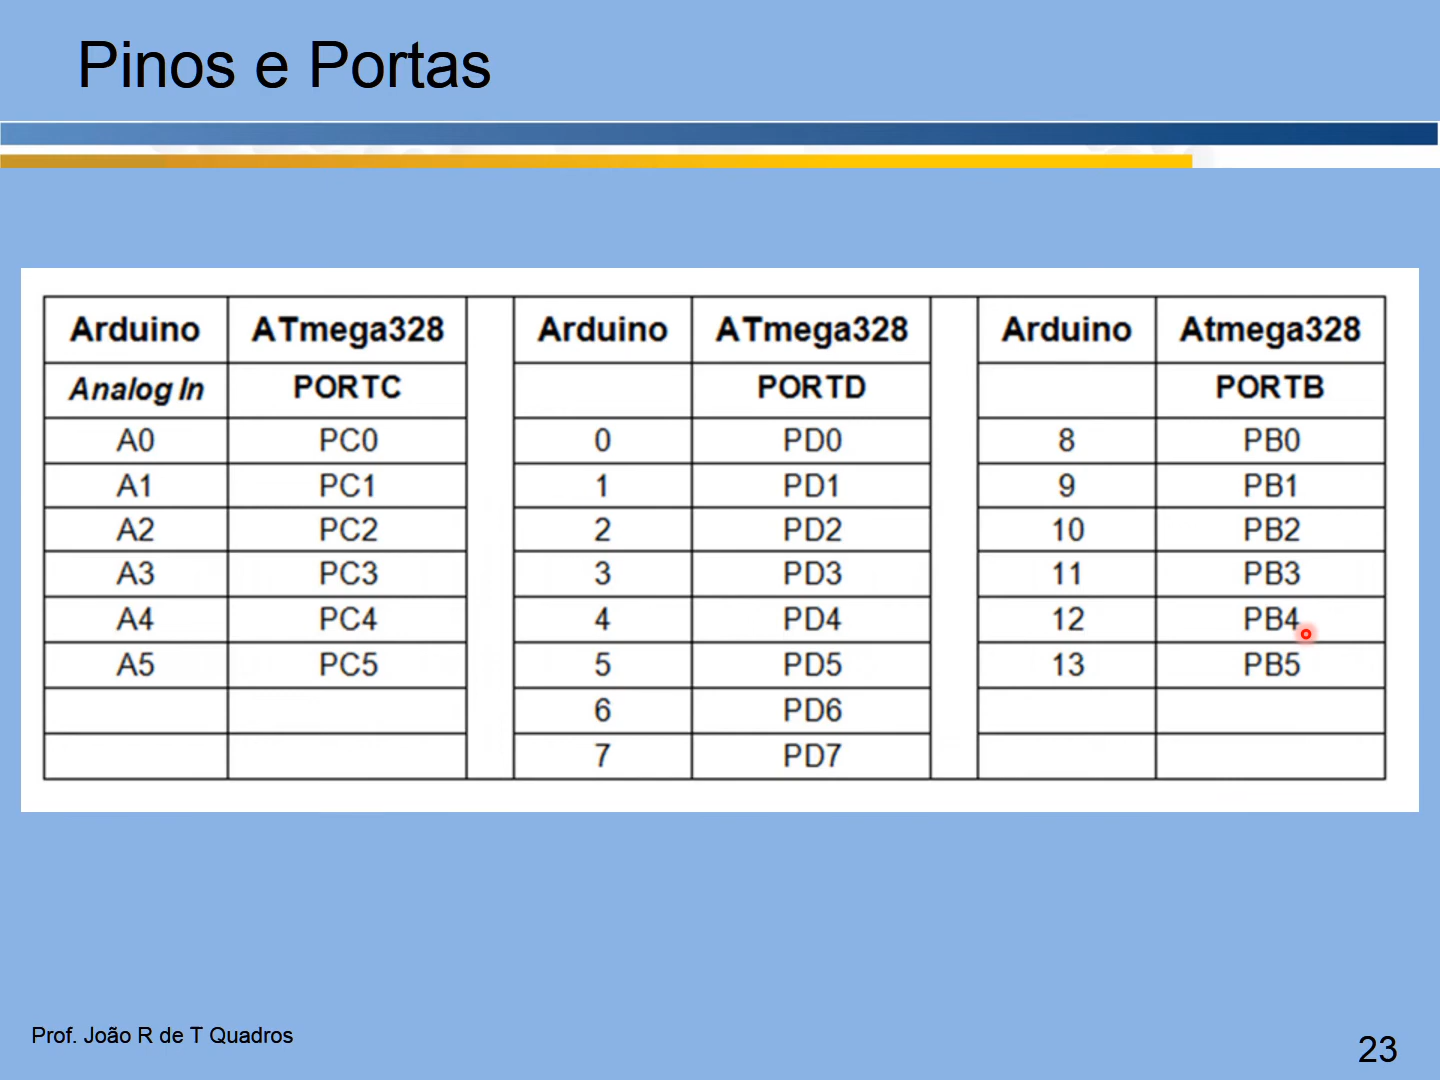 Pinos e Portas
Arduino ATmega328 Arduino ATmega328 Arduino Atmega328
Analog In PORTC PORTD PORTB
A0 PC0 0 PD0 8 PB0
A1 PC1 1 PD1 9 PB1
A2 PC2 2 PD2 10 PB2
A3 PC3 3 PD3 11 PB3
A4 PC4 4 PD4 12 PB4
A5 PC5 5 PD5 13 PB5
6 PD6
7 PD7
Prof. João R de T Quadros
23